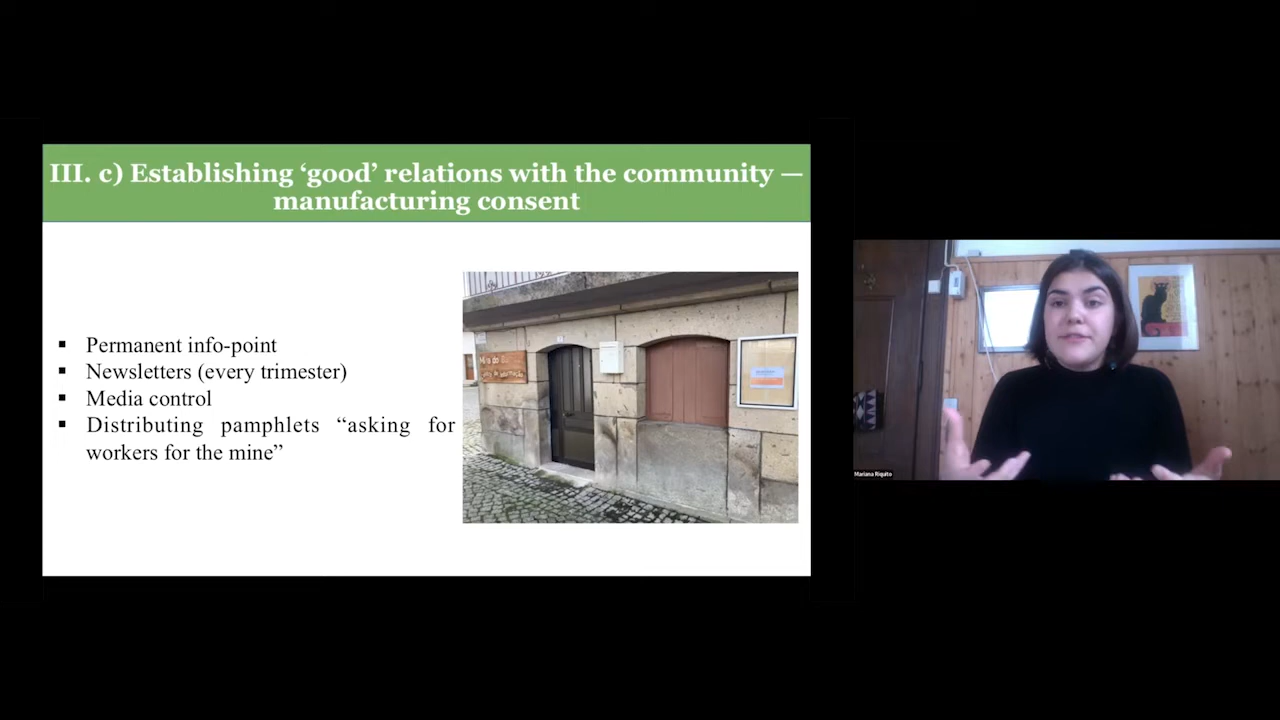 III. c) Establishing ‘good’ relations with the community —
manufacturing consent
▪ Permanent info-point
▪ Newsletters (every trimester)
▪ Media control
▪ Distributing pamphlets “asking for
workers for the mine”
Mariana Riquito